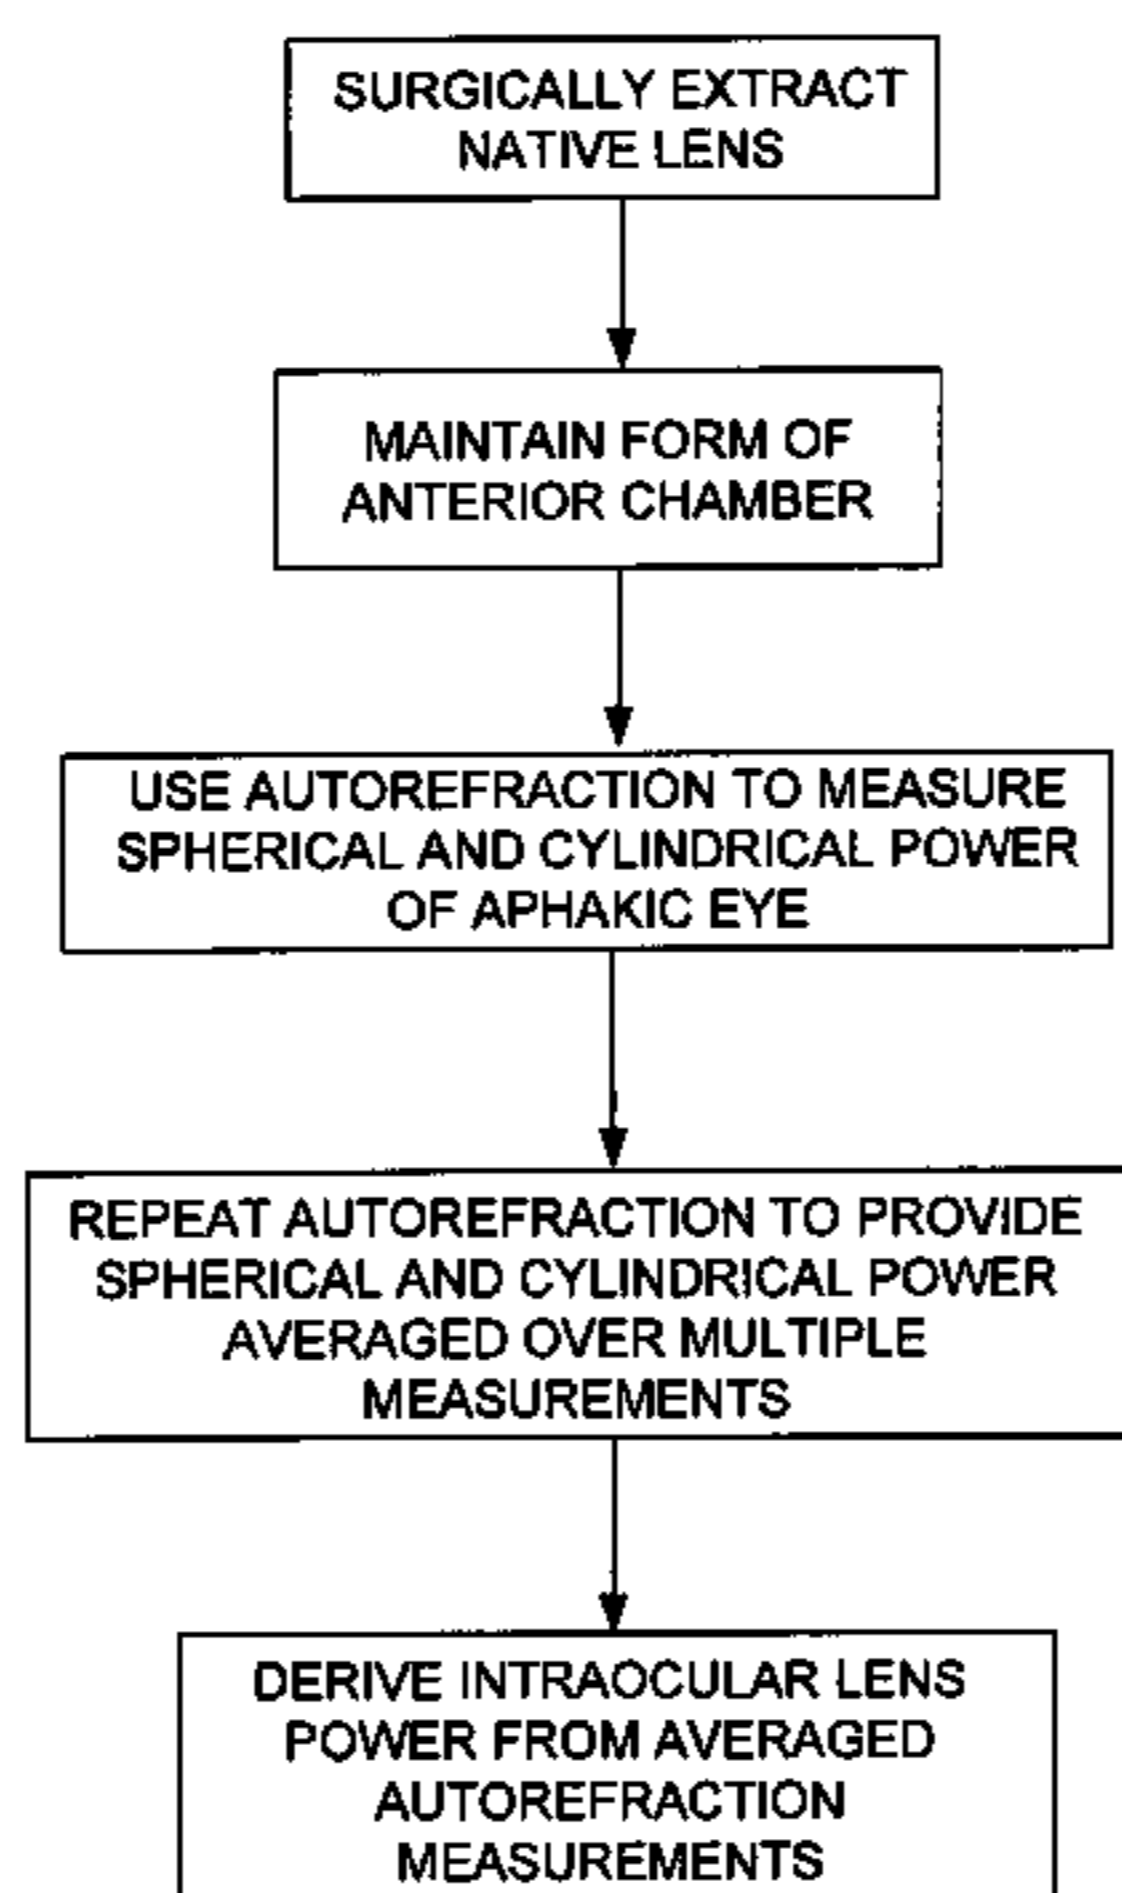 SURGICALLY EXTRACT
NATIVE LENS
MAINTAIN FORM OF
ANTERIOR CHAMBER
USE AUTOREFRACTION TO MEASURE
SPHERICAL AND CYLINDRICAL POWER
OF APHAKIC EYE
REPEAT AUTOREFRACTION TO PROVIDE
SPHERICAL AND CYLINDRICAL POWER
AVERAGED OVER MULTIPLE
MEASUREMENTS
DERIVE INTRAOCULAR LENS
POWER FROM AVERAGED
AUTOREFRACTION
MEASUREMENTS